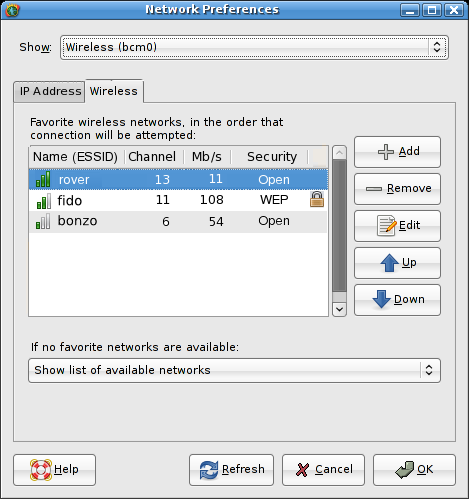 Network Preferences
Show: Wireless (bcm0)
IP Address Wireless
Favorite wireless networks, in the order that
connection will be attempted:
Name (ESSID) Channel Mb/s Security
rover 13 11 Open
fido 11 108 WEP
bonzo 6 54 Open
Add
Remove
Edit
Up
Down
If no favorite networks are available:
Show list of available networks
Help Refresh Cancel OK